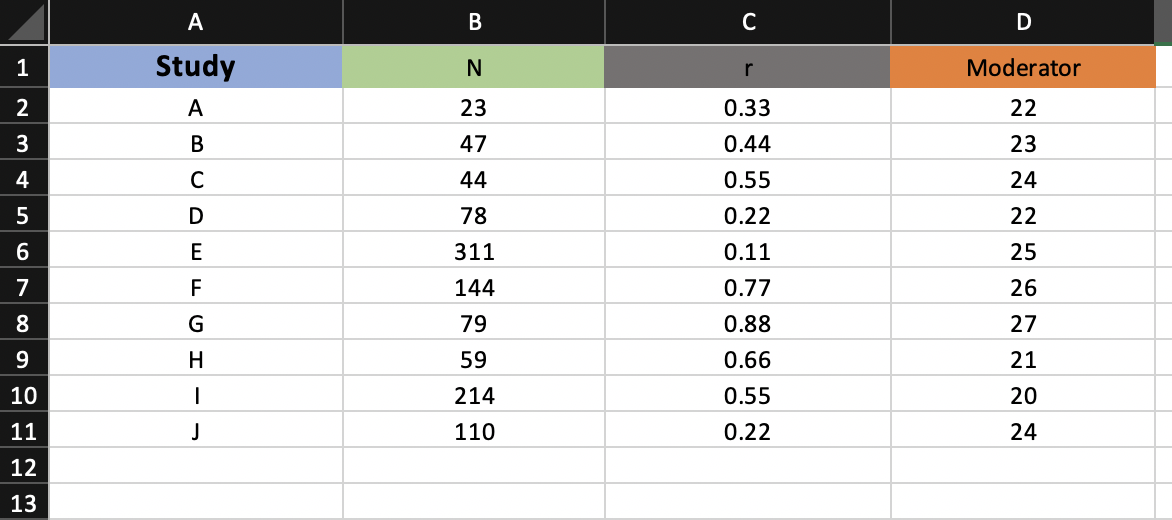 A B C D
1 Study N r Moderator
2 A 23 0.33 22
3 B 47 0.44 23
4 C 44 0.55 24
5 D 78 0.22 22
6 E 311 0.11 25
7 F 144 0.77 26
8 G 79 0.88 27
9 H 59 0.66 21
10 I 214 0.55 20
11 J 110 0.22 24
12
13